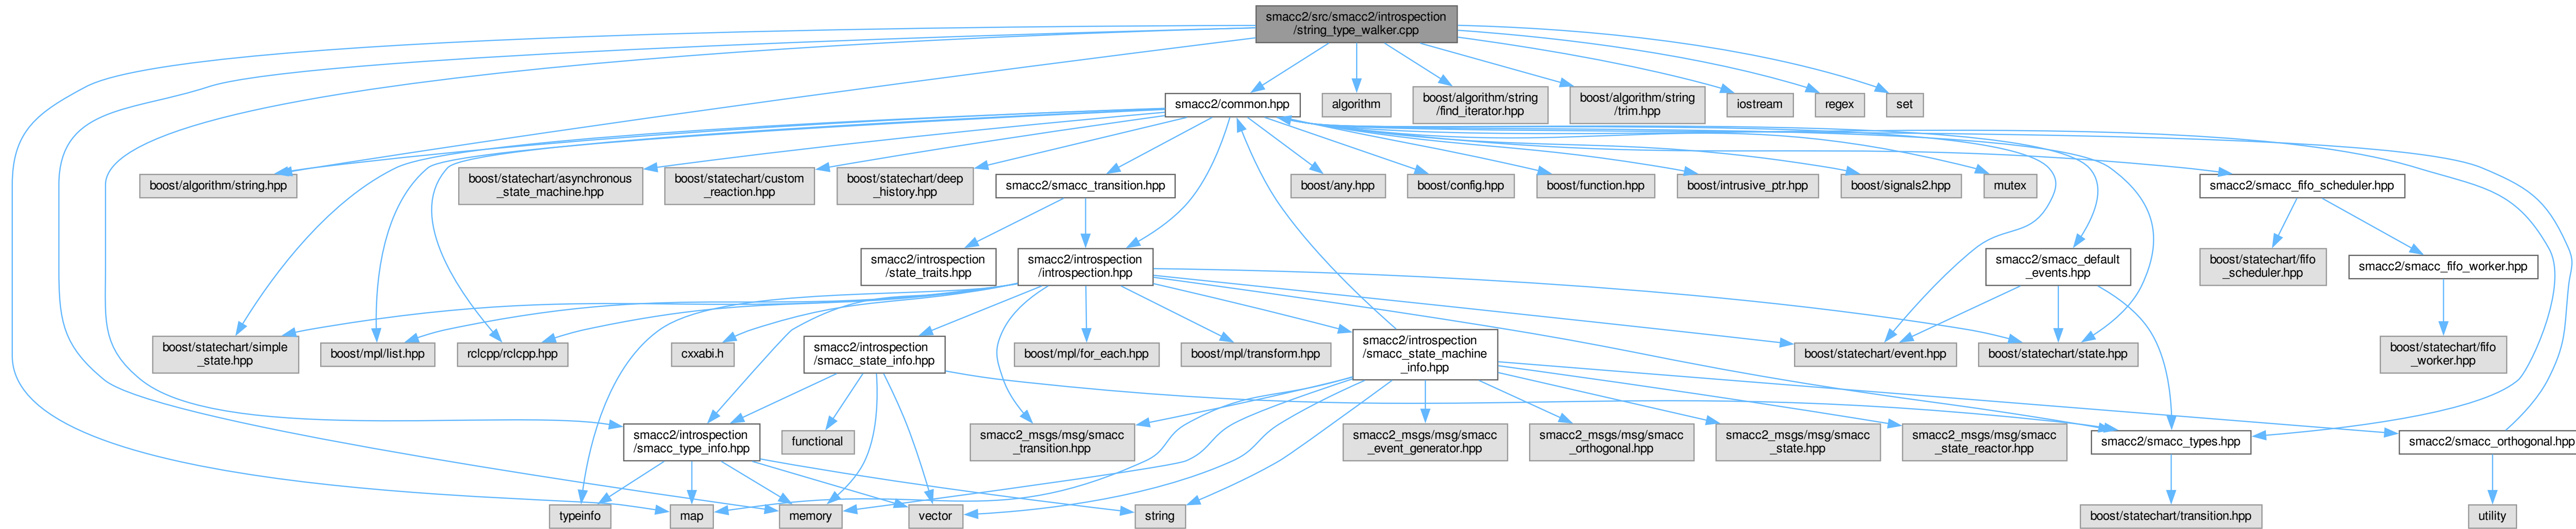 smacc2/src/smacc2/introspection
/string_type_walker.cpp
smacc2/common.hpp
algorithm
boost/algorithm/string
/find_iterator.hpp
boost/algorithm/string
/trim.hpp
iostream
regex
set
boost/algorithm/string.hpp
boost/statechart/asynchronous
_state_machine.hpp
boost/statechart/custom
_reaction.hpp
boost/statechart/deep
_history.hpp
smacc2/smacc_transition.hpp
boost/any.hpp
boost/config.hpp
boost/function.hpp
boost/intrusive_ptr.hpp
boost/signals2.hpp
mutex
smacc2/smacc_fifo_scheduler.hpp
smacc2/introspection
/state_traits.hpp
smacc2/introspection
/introspection.hpp
smacc2/smacc_default
_events.hpp
boost/statechart/fifo
_scheduler.hpp
smacc2/smacc_fifo_worker.hpp
boost/statechart/simple
_state.hpp
boost/mpl/list.hpp
rclcpp/rclcpp.hpp
cxxabi.h
smacc2/introspection
/smacc_state_info.hpp
boost/mpl/for_each.hpp
boost/mpl/transform.hpp
smacc2/introspection
/smacc_state_machine
_info.hpp
boost/statechart/event.hpp
boost/statechart/state.hpp
boost/statechart/fifo
_worker.hpp
smacc2/introspection
/smacc_type_info.hpp
functional
smacc2_msgs/msg/smacc
_transition.hpp
smacc2_msgs/msg/smacc
_event_generator.hpp
smacc2_msgs/msg/smacc
_orthogonal.hpp
smacc2_msgs/msg/smacc
_state.hpp
smacc2_msgs/msg/smacc
_state_reactor.hpp
smacc2/smacc_types.hpp
smacc2/smacc_orthogonal.hpp
typeinfo
map
memory
vector
string
boost/statechart/transition.hpp
utility